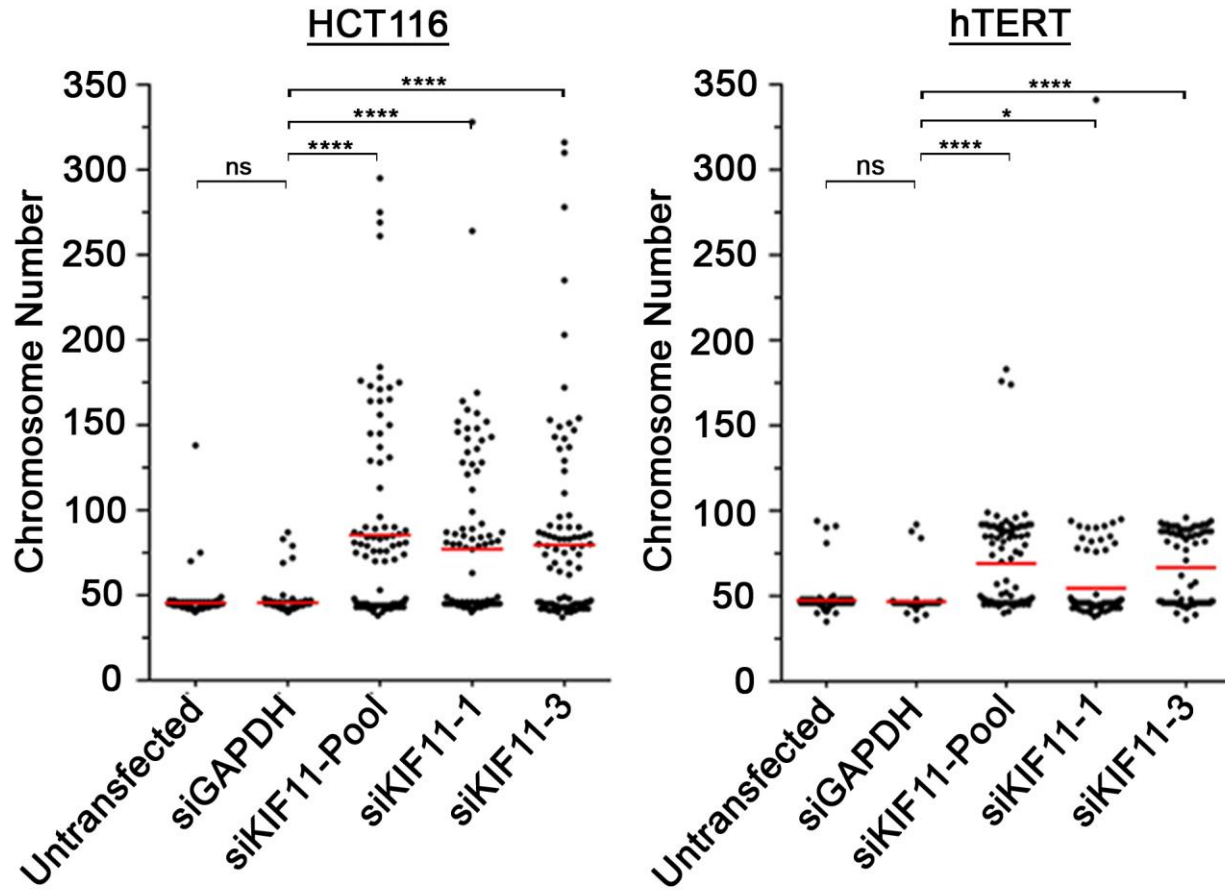 HCT116
****
****
****
ns
Chromosome Number
350
300
250
200
150
100
50
0
Untransfected
siGAPDH
siKIF11-Pool
siKIF11-1
siKIF11-3
hTERT
****
*
****
ns
Chromosome Number
350
300
250
200
150
100
50
0
Untransfected
siGAPDH
siKIF11-Pool
siKIF11-1
siKIF11-3